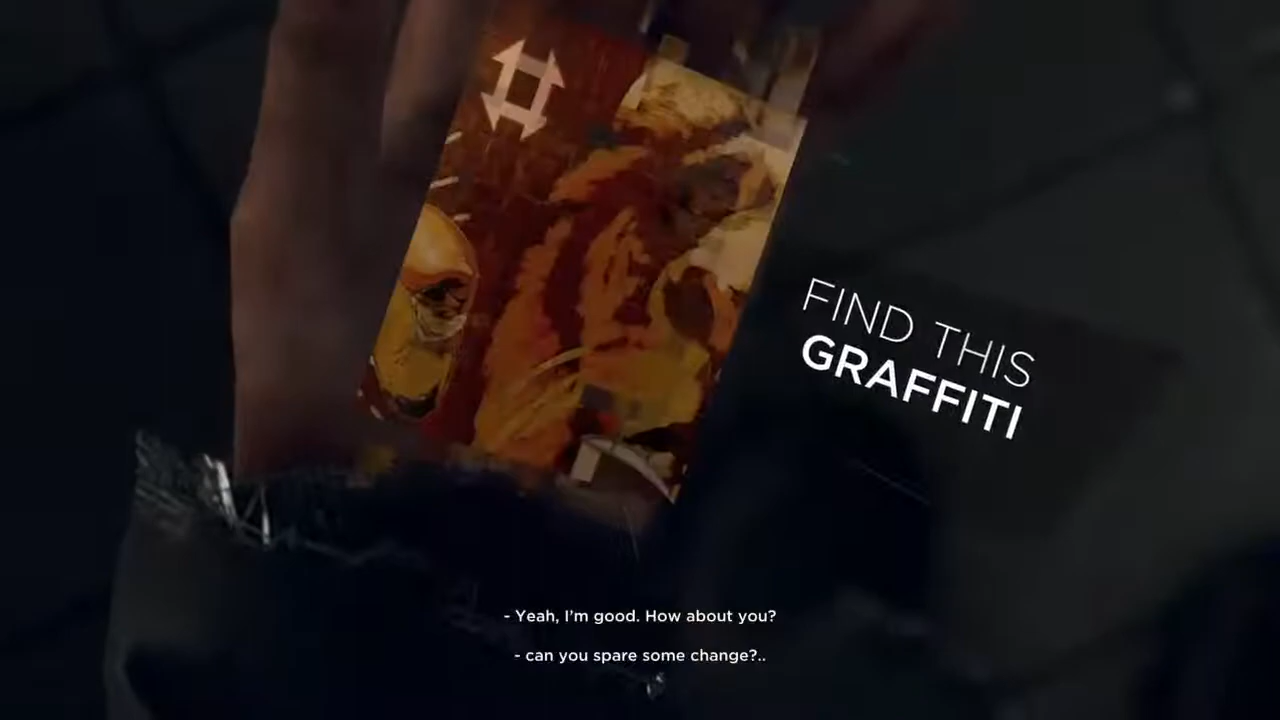 FIND THIS
GRAFFITI
- Yeah, I'm good. How about you?
- can you spare some change?..